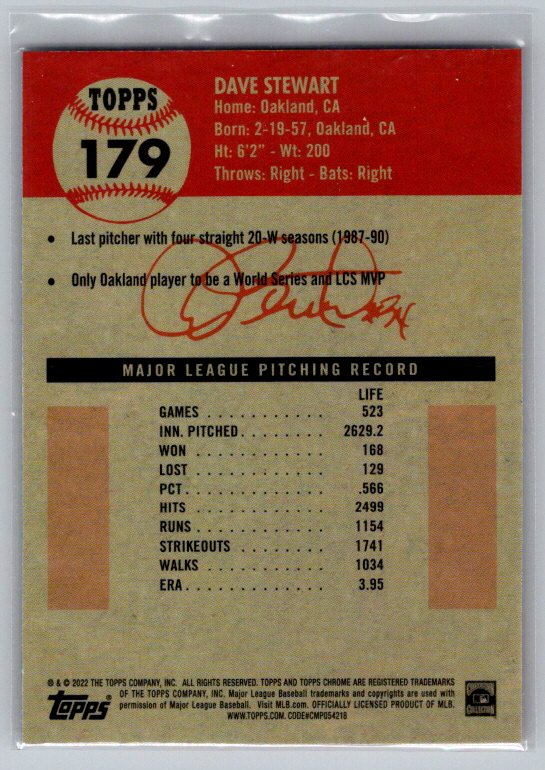 TOPPS
179
DAVE STEWART
Home: Oakland, CA
Born: 2-19-57, Oakland, CA
Ht: 6'2" - Wt: 200
Throws: Right - Bats: Right
• Last pitcher with four straight 20-W seasons (1987-90)
• Only Oakland player to be a World Series and LCS MVP
34
MAJOR LEAGUE PITCHING RECORD
LIFE
GAMES . . . . . . . . . . . . 523
INN. PITCHED . . . . . . . . 2629.2
WON . . . . . . . . . . . . . 168
LOST . . . . . . . . . . . . . 129
PCT. . . . . . . . . . . . . . .566
HITS . . . . . . . . . . . . . 2499
RUNS . . . . . . . . . . . . . 1154
STRIKEOUTS . . . . . . . . . 1741
WALKS . . . . . . . . . . . . 1034
ERA . . . . . . . . . . . . . . 3.95
® & © 2022 THE TOPPS COMPANY, INC. ALL RIGHTS RESERVED. TOPPS AND TOPPS CHROME ARE REGISTERED TRADEMARKS
OF THE TOPPS COMPANY, INC. Major League Baseball trademarks and copyrights are used with
permission of Major League Baseball. Visit MLB.com. OFFICIALLY LICENSED PRODUCT OF MLB.
WWW.TOPPS.COM. CODE#CMP054218
Topps
COOPERSTOWN
COLLECTION